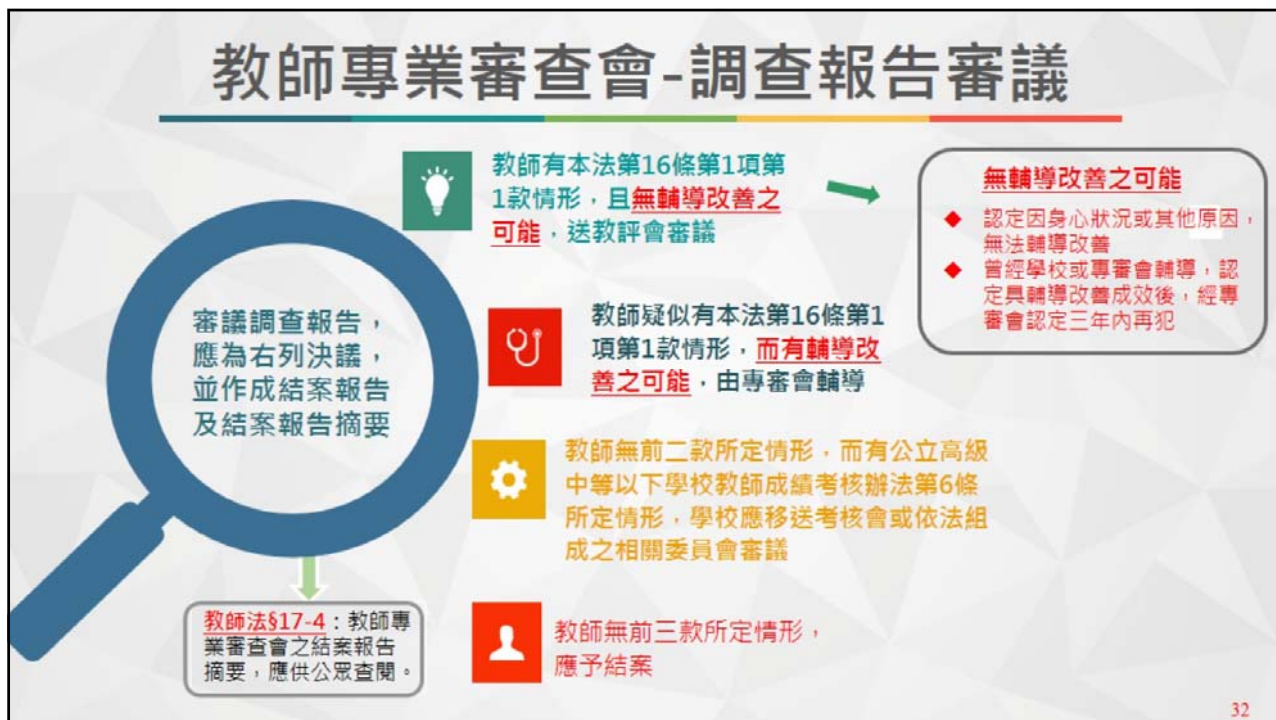 教師專業審查會-調查報告審議
審議調查報告，
應為右列決議，
並作成結案報告
及結案報告摘要
教師法§17-4：教師專
業審查會之結案報告
摘要，應供公眾查閱。
教師有本法第16條第1項第
1款情形，且無輔導改善之
可能，送教評會審議
無輔導改善之可能
◆ 認定因身心狀況或其他原因，
無法輔導改善
◆ 曾經學校或專審會輔導，認
定具輔導改善成效後，經專
審會認定三年內再犯
教師疑似有本法第16條第1
項第1款情形，而有輔導改
善之可能，由專審會輔導
教師無前二款所定情形，而有公立高級
中等以下學校教師成績考核辦法第6條
所定情形，學校應移送考核會或依法組
成之相關委員會審議
教師無前三款所定情形，
應予結案
32